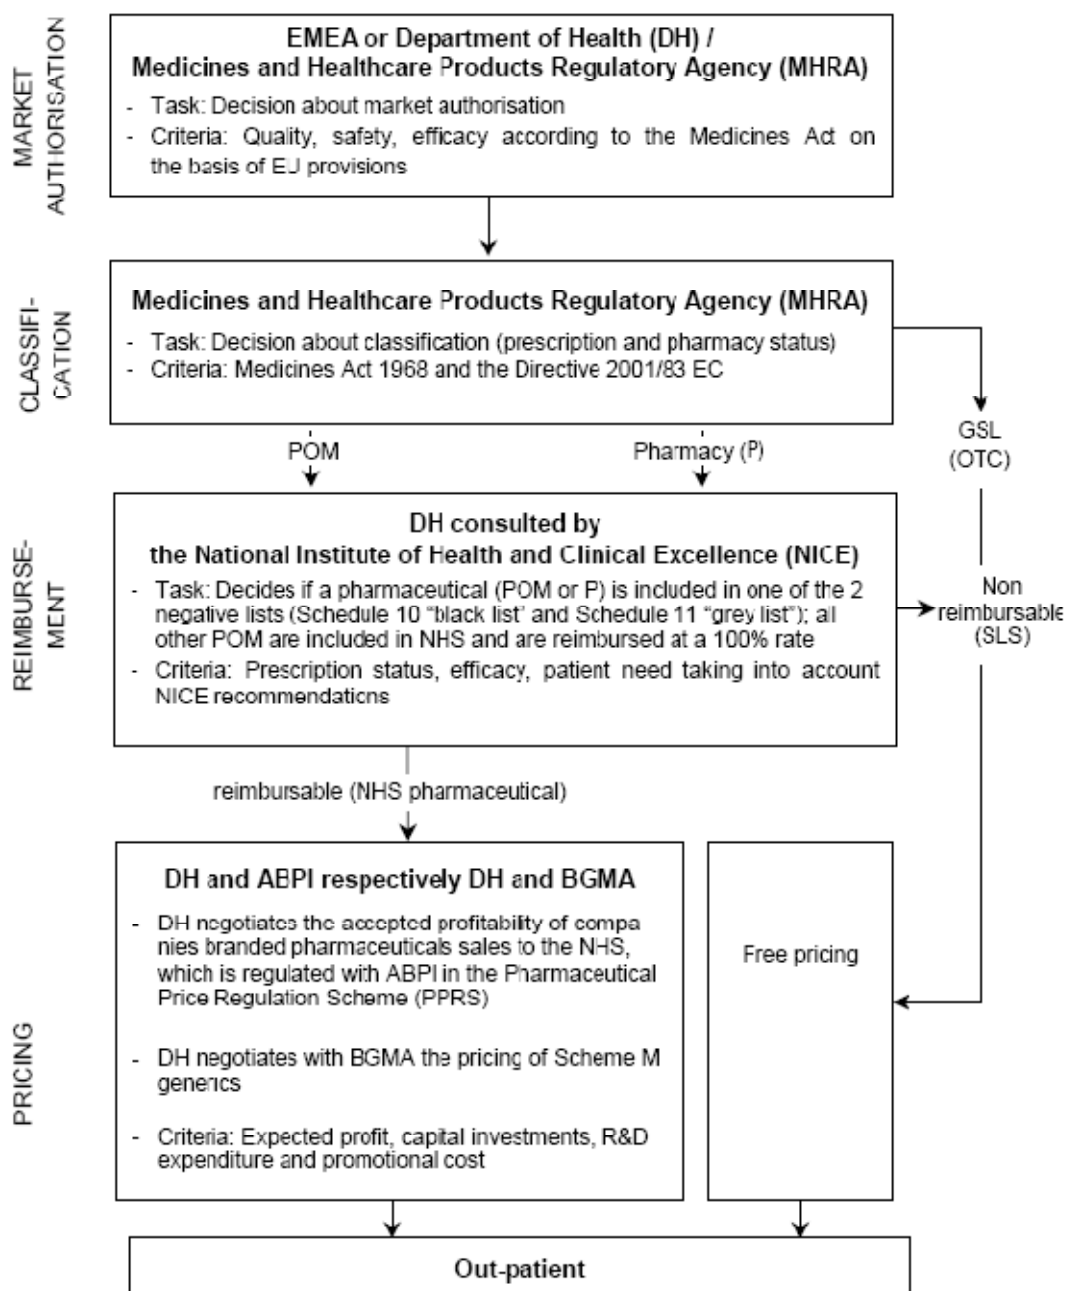 MARKET
AUTHORISATION
EMEA or Department of Health (DH) /
Medicines and Healthcare Products Regulatory Agency (MHRA)
- Task: Decision about market authorisation
- Criteria: Quality, safety, efficacy according to the Medicines Act on
the basis of EU provisions
CLASSIFI-
CATION
Medicines and Healthcare Products Regulatory Agency (MHRA)
- Task: Decision about classification (prescription and pharmacy status)
- Criteria: Medicines Act 1968 and the Directive 2001/83 EC
POM
Pharmacy (P)
GSL
(OTC)
REIMBURSE-
MENT
DH consulted by
the National Institute of Health and Clinical Excellence (NICE)
- Task: Decides if a pharmaceutical (POM or P) is included in one of the 2
negative lists (Schedule 10 "black list" and Schedule 11 "grey list"); all
other POM are included in NHS and are reimbursed at a 100% rate
- Criteria: Prescription status, efficacy, patient need taking into account
NICE recommendations
Non
reimbursable
(SLS)
reimbursable (NHS pharmaceutical)
PRICING
DH and ABPI respectively DH and BGMA
- DH negotiates the accepted profitability of compa
nies branded pharmaceuticals sales to the NHS,
which is regulated with ABPI in the Pharmaceutical
Price Regulation Scheme (PPRS)
- DH negotiates with BGMA the pricing of Scheme M
generics
- Criteria: Expected profit, capital investments, R&D
expenditure and promotional cost
Free pricing
Out-patient